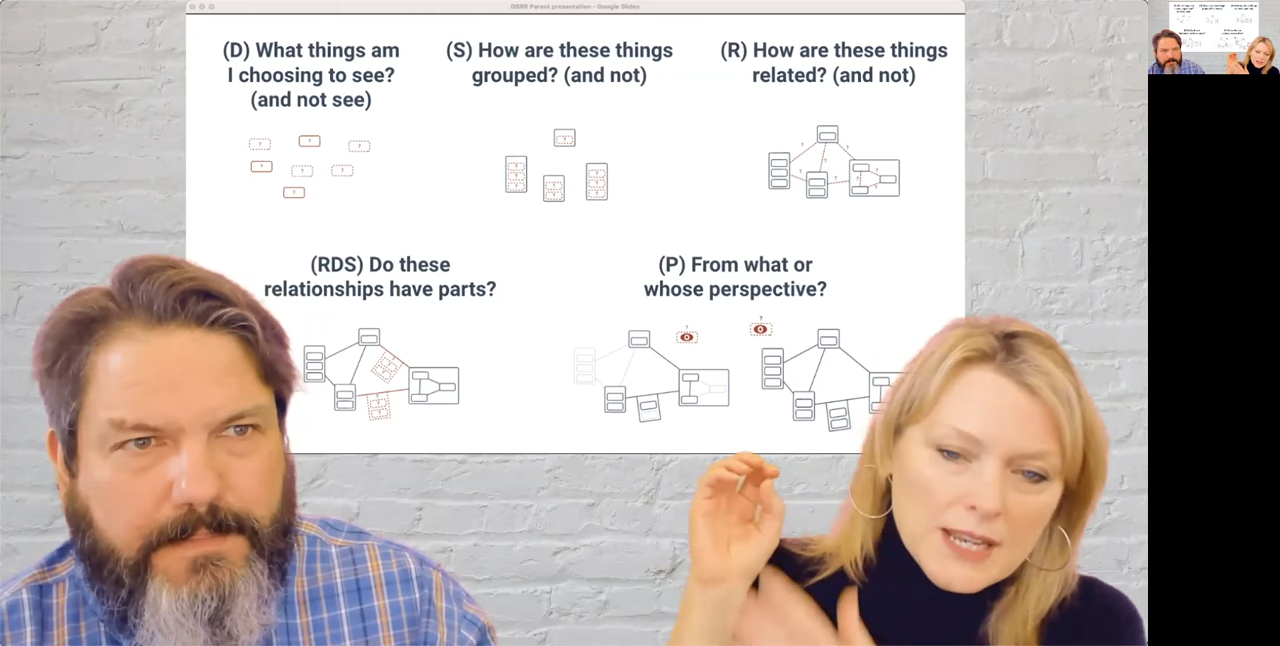 DSRP Parent presentation - Google Slides
(D) What things am
I choosing to see?
(and not see)
(S) How are these things
grouped? (and not)
(R) How are these things
related? (and not)
(RDS) Do these
relationships have parts?
(P) From what or
whose perspective?